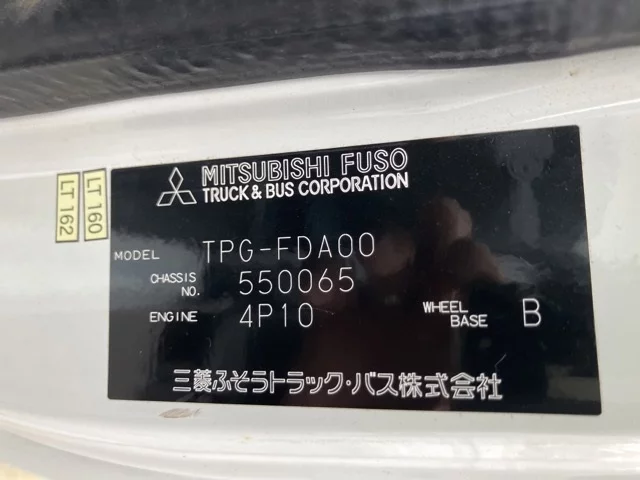 MITSUBISHI FUSO
TRUCK & BUS CORPORATION
LT 160
LT 162
MODEL TPG-FDA00
CHASSIS NO. 550065
ENGINE 4P10 WHEEL BASE B
三菱ふそうトラック・バス株式会社